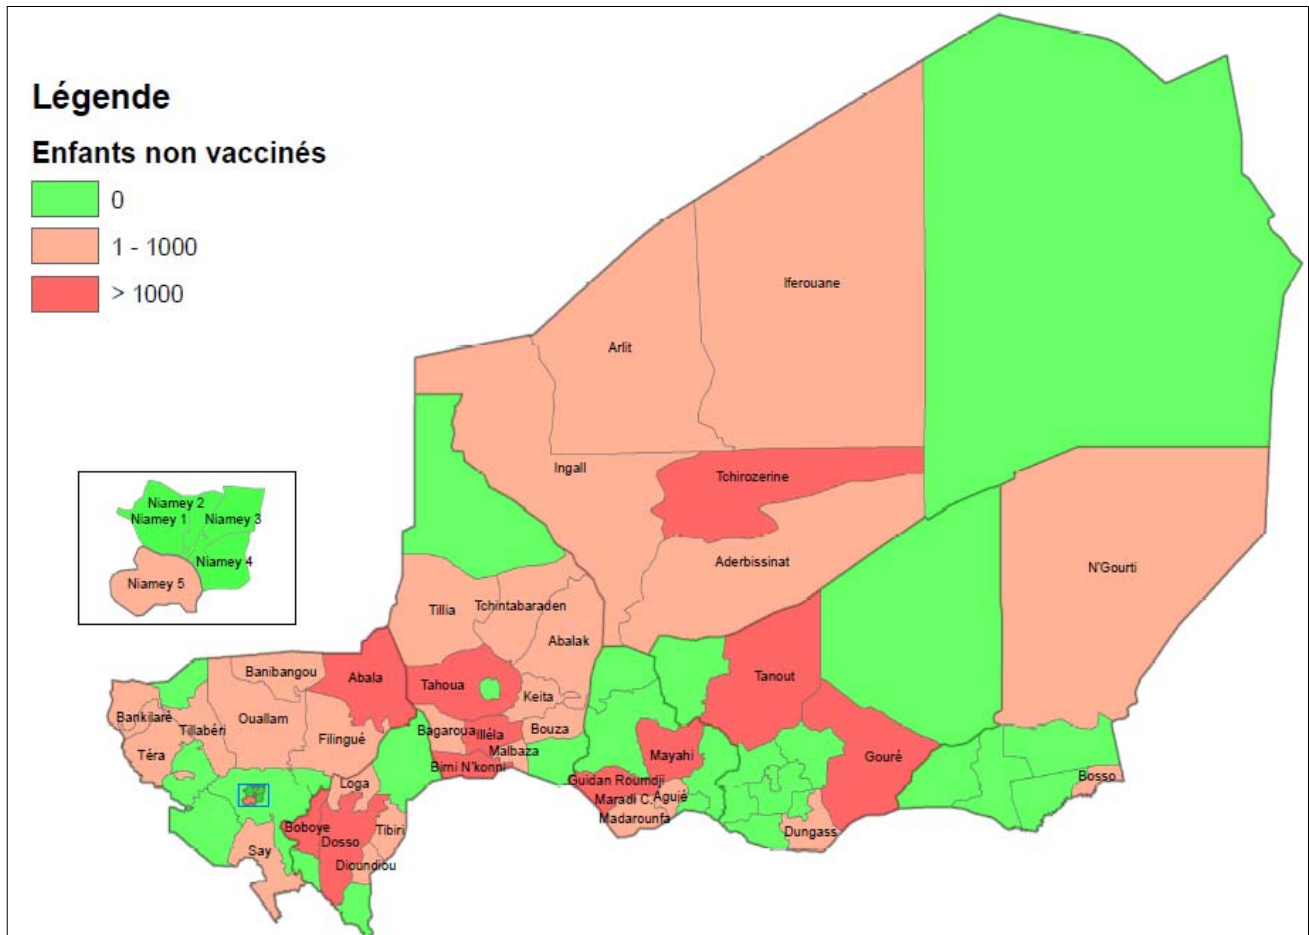 Légende
Enfants non vaccinés
0
1 - 1000
> 1000
Iferouane
Arlit
Ingall
Tchirozerine
Niamey 2
Niamey 1
Niamey 3
Niamey 4
Niamey 5
Aderbissinat
N'Gourti
Tillia
Tchintabaraden
Abalak
Banibangou
Abala
Tahoua
Tanout
Keita
Bankilaré
Tillabéri
Ouallam
Filingué
Bagaroua
Illéla
Bouza
Téra
Malbaza
Mayahi
Gouré
Birni N'konni
Loga
Guidan Roumdji
Bosso
Maradi C.
Aguié
Madarounfa
Boboye
Dosso
Tibiri
Dungass
Say
Dioundiou